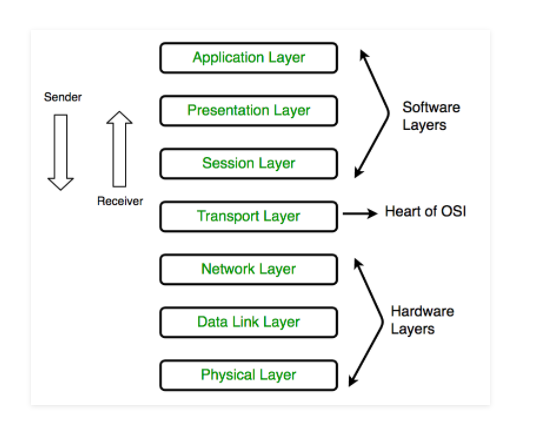 Application Layer
Presentation Layer
Session Layer
Transport Layer
Network Layer
Data Link Layer
Physical Layer
Sender
Receiver
Software
Layers
Heart of OSI
Hardware
Layers